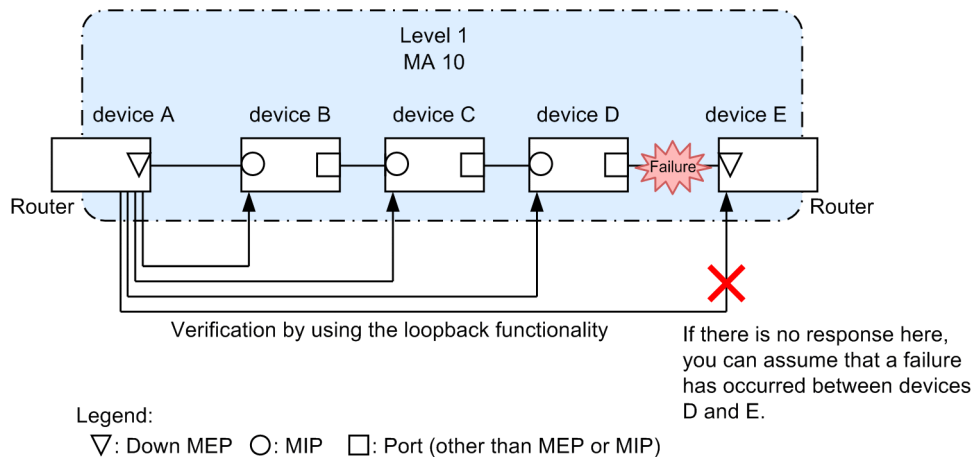 Level 1
MA 10
device A
device B
device C
device D
device E
Failure
Router
Router
Verification by using the loopback functionality
If there is no response here,
you can assume that a failure
has occurred between devices
D and E.
Legend:
: Down MEP
: MIP
: Port (other than MEP or MIP)